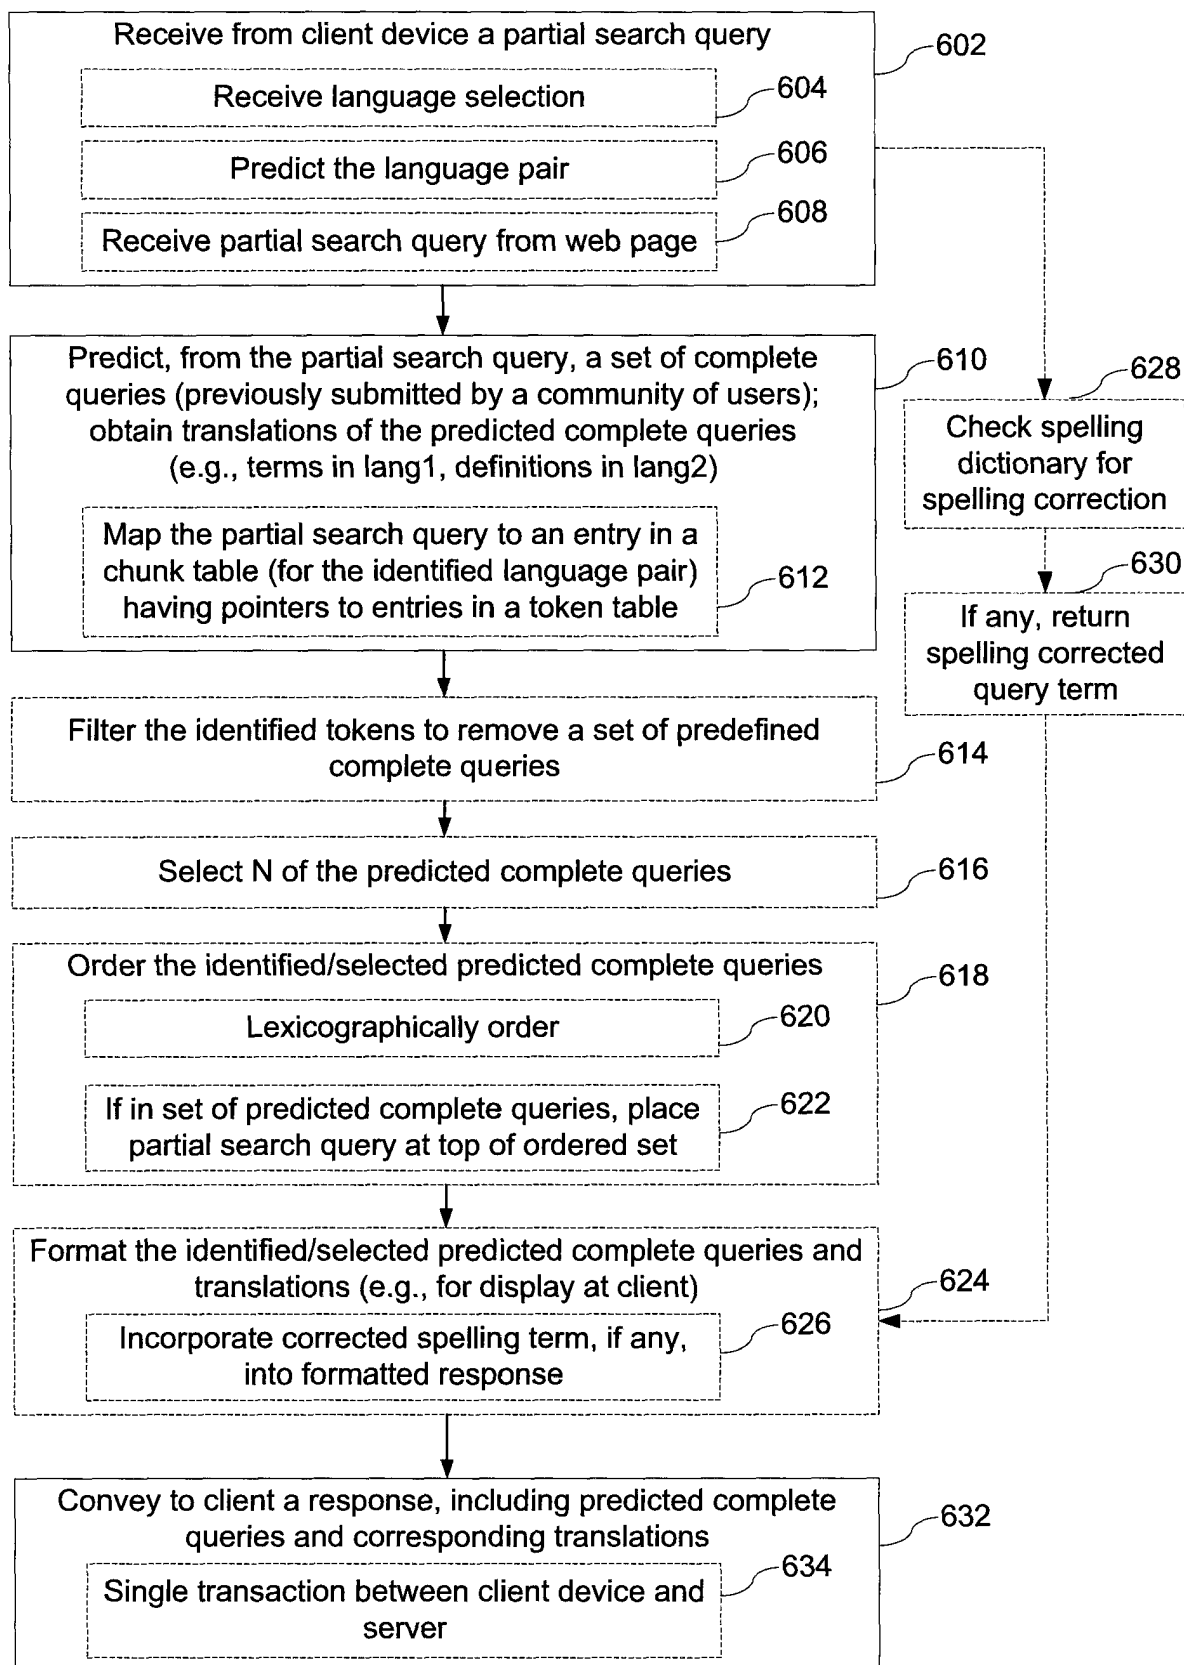 Receive from client device a partial search query
602
Receive language selection
604
Predict the language pair
606
Receive partial search query from web page
608
Predict, from the partial search query, a set of complete
queries (previously submitted by a community of users);
obtain translations of the predicted complete queries
(e.g., terms in lang1, definitions in lang2)
610
Map the partial search query to an entry in a
chunk table (for the identified language pair)
having pointers to entries in a token table
612
628
Check spelling
dictionary for
spelling correction
630
If any, return
spelling corrected
query term
Filter the identified tokens to remove a set of predefined
complete queries
614
Select N of the predicted complete queries
616
Order the identified/selected predicted complete queries
618
Lexicographically order
620
If in set of predicted complete queries, place
partial search query at top of ordered set
622
Format the identified/selected predicted complete queries and
translations (e.g., for display at client)
624
Incorporate corrected spelling term, if any,
into formatted response
626
Convey to client a response, including predicted complete
queries and corresponding translations
632
Single transaction between client device and
server
634